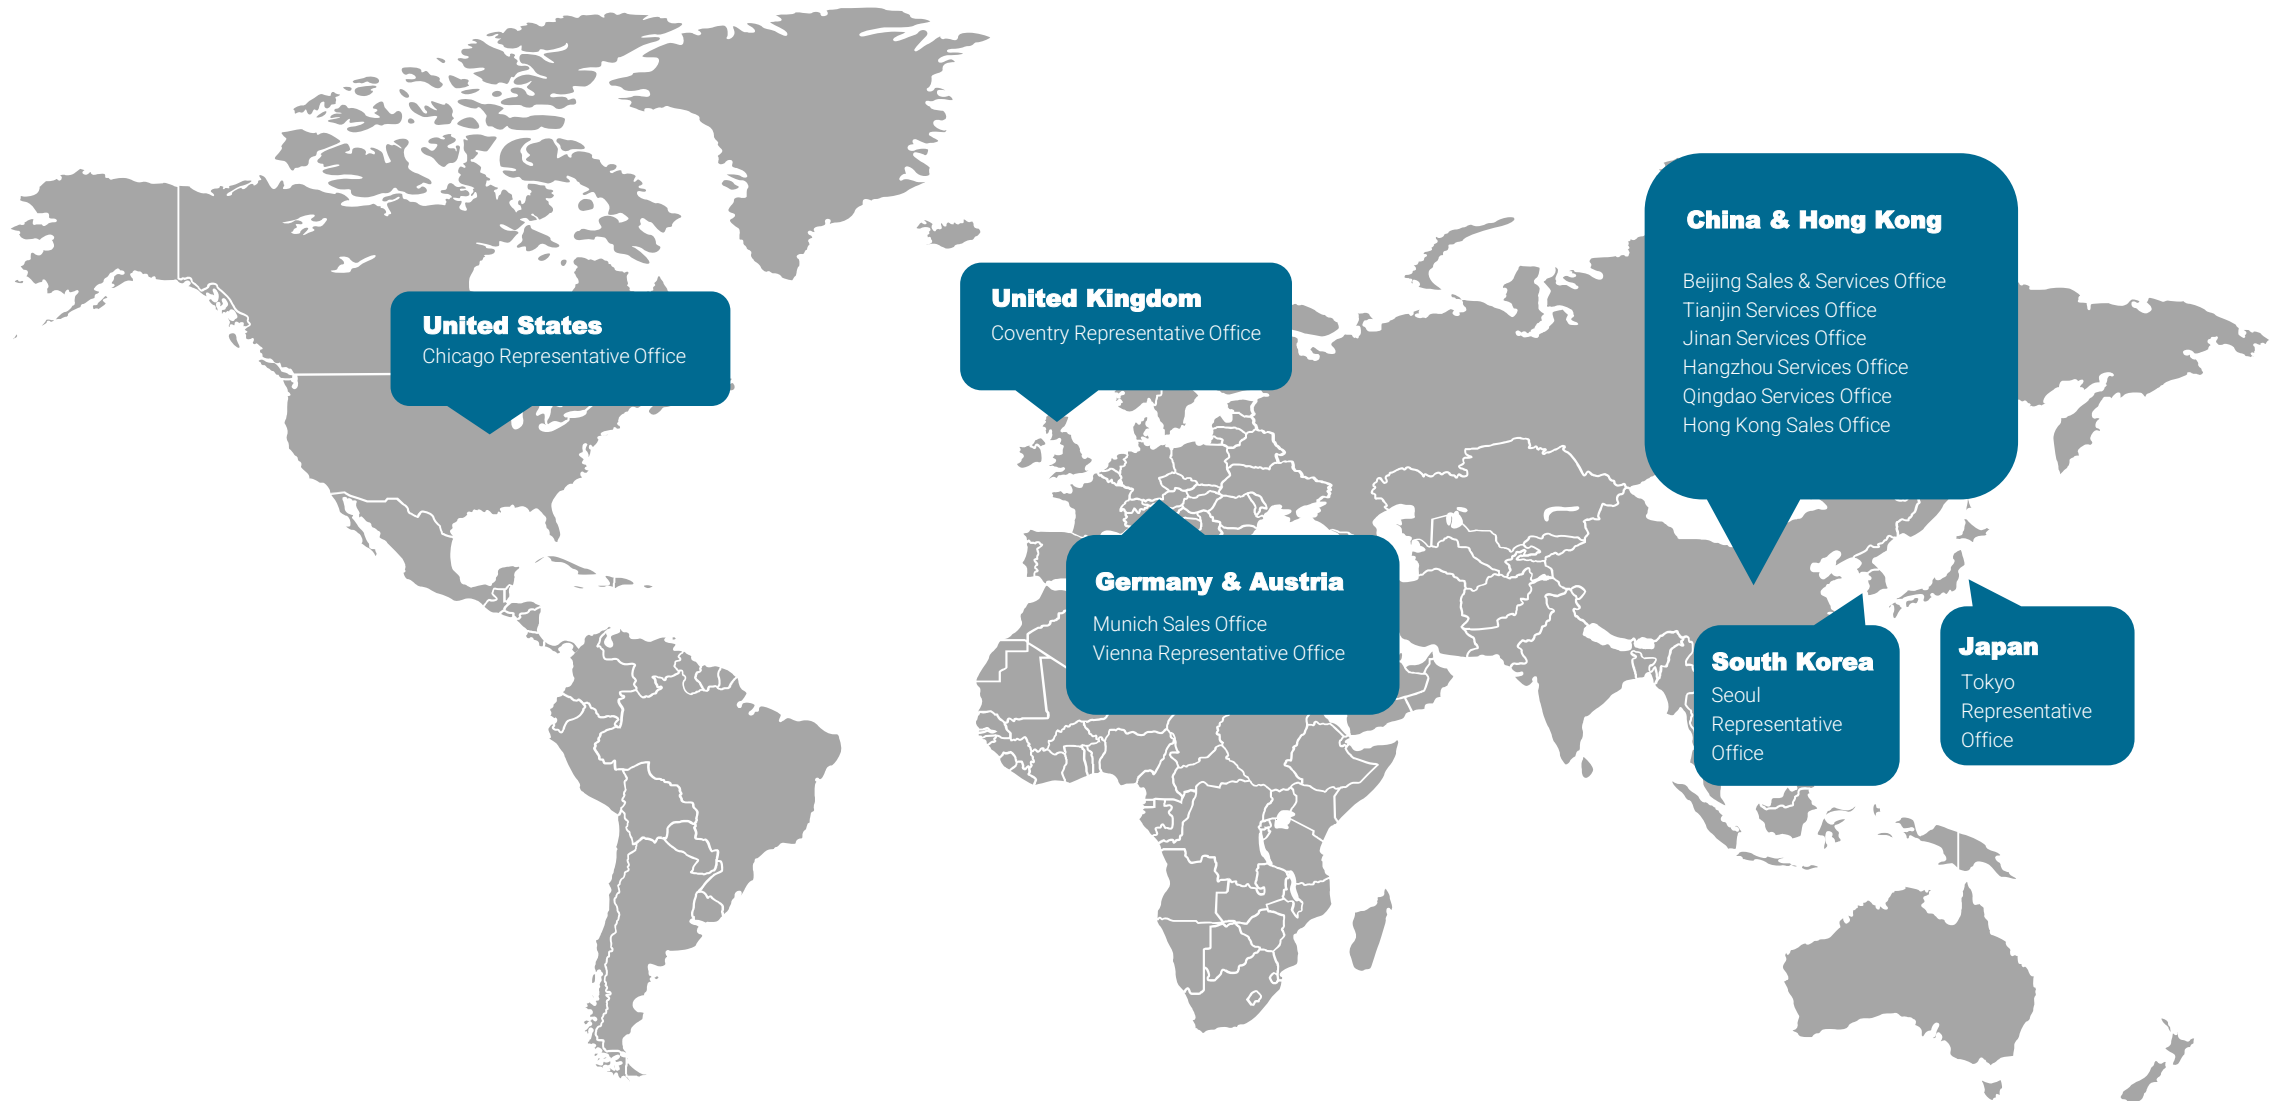 United States
Chicago Representative Office
United Kingdom
Coventry Representative Office
China & Hong Kong
Beijing Sales & Services Office
Tianjin Services Office
Jinan Services Office
Hangzhou Services Office
Qingdao Services Office
Hong Kong Sales Office
Germany & Austria
Munich Sales Office
Vienna Representative Office
South Korea
Seoul
Representative
Office
Japan
Tokyo
Representative
Office